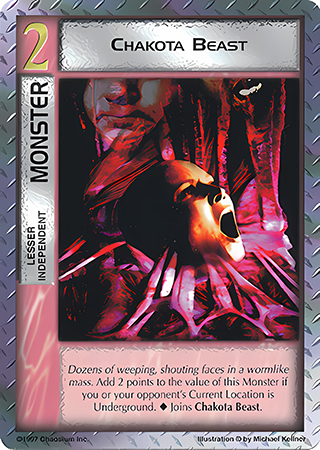 2
CHAKOTA BEAST
MONSTER
LESSER
INDEPENDENT
Dozens of weeping, shouting faces in a wormlike
mass. Add 2 points to the value of this Monster if
you or your opponent's Current Location is
Underground. ◆ Joins Chakota Beast.
©1997 Chaosium Inc.
Illustration © by Michael Kellner